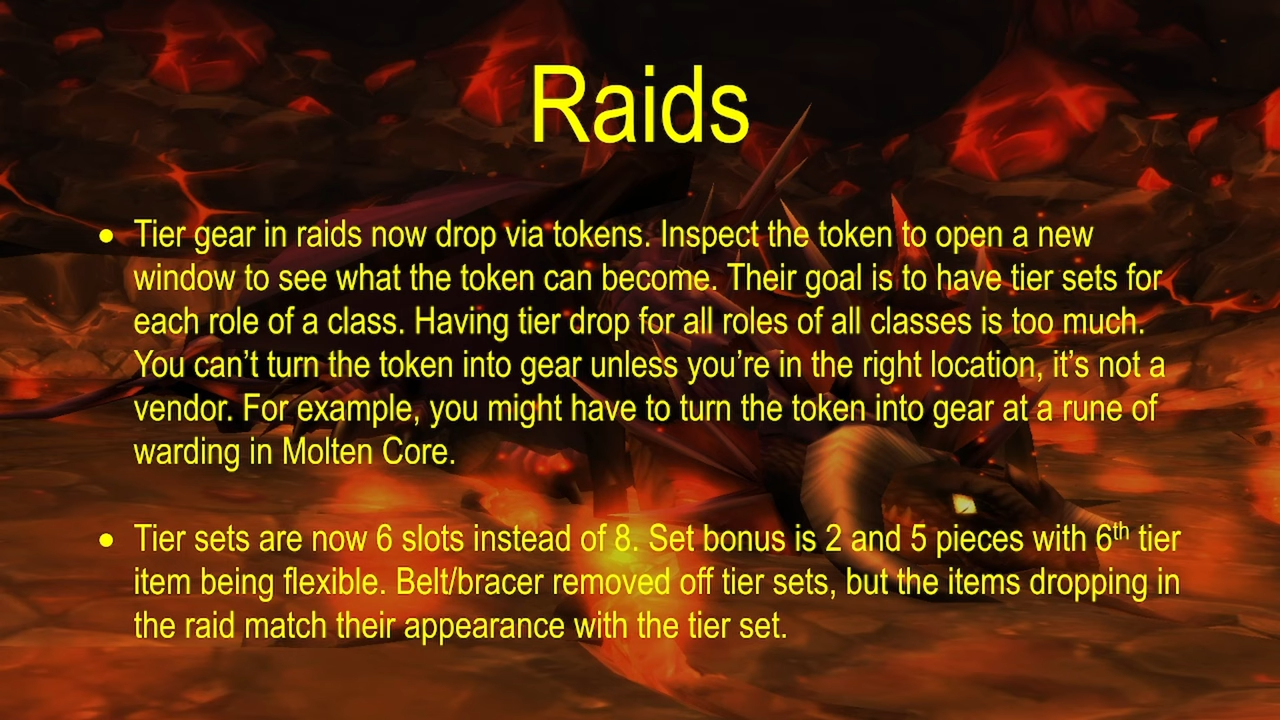 Raids
• Tier gear in raids now drop via tokens. Inspect the token to open a new
window to see what the token can become. Their goal is to have tier sets for
each role of a class. Having tier drop for all roles of all classes is too much.
You can’t turn the token into gear unless you’re in the right location, it’s not a
vendor. For example, you might have to turn the token into gear at a rune of
warding in Molten Core.
• Tier sets are now 6 slots instead of 8. Set bonus is 2 and 5 pieces with 6th tier
item being flexible. Belt/bracer removed off tier sets, but the items dropping in
the raid match their appearance with the tier set.